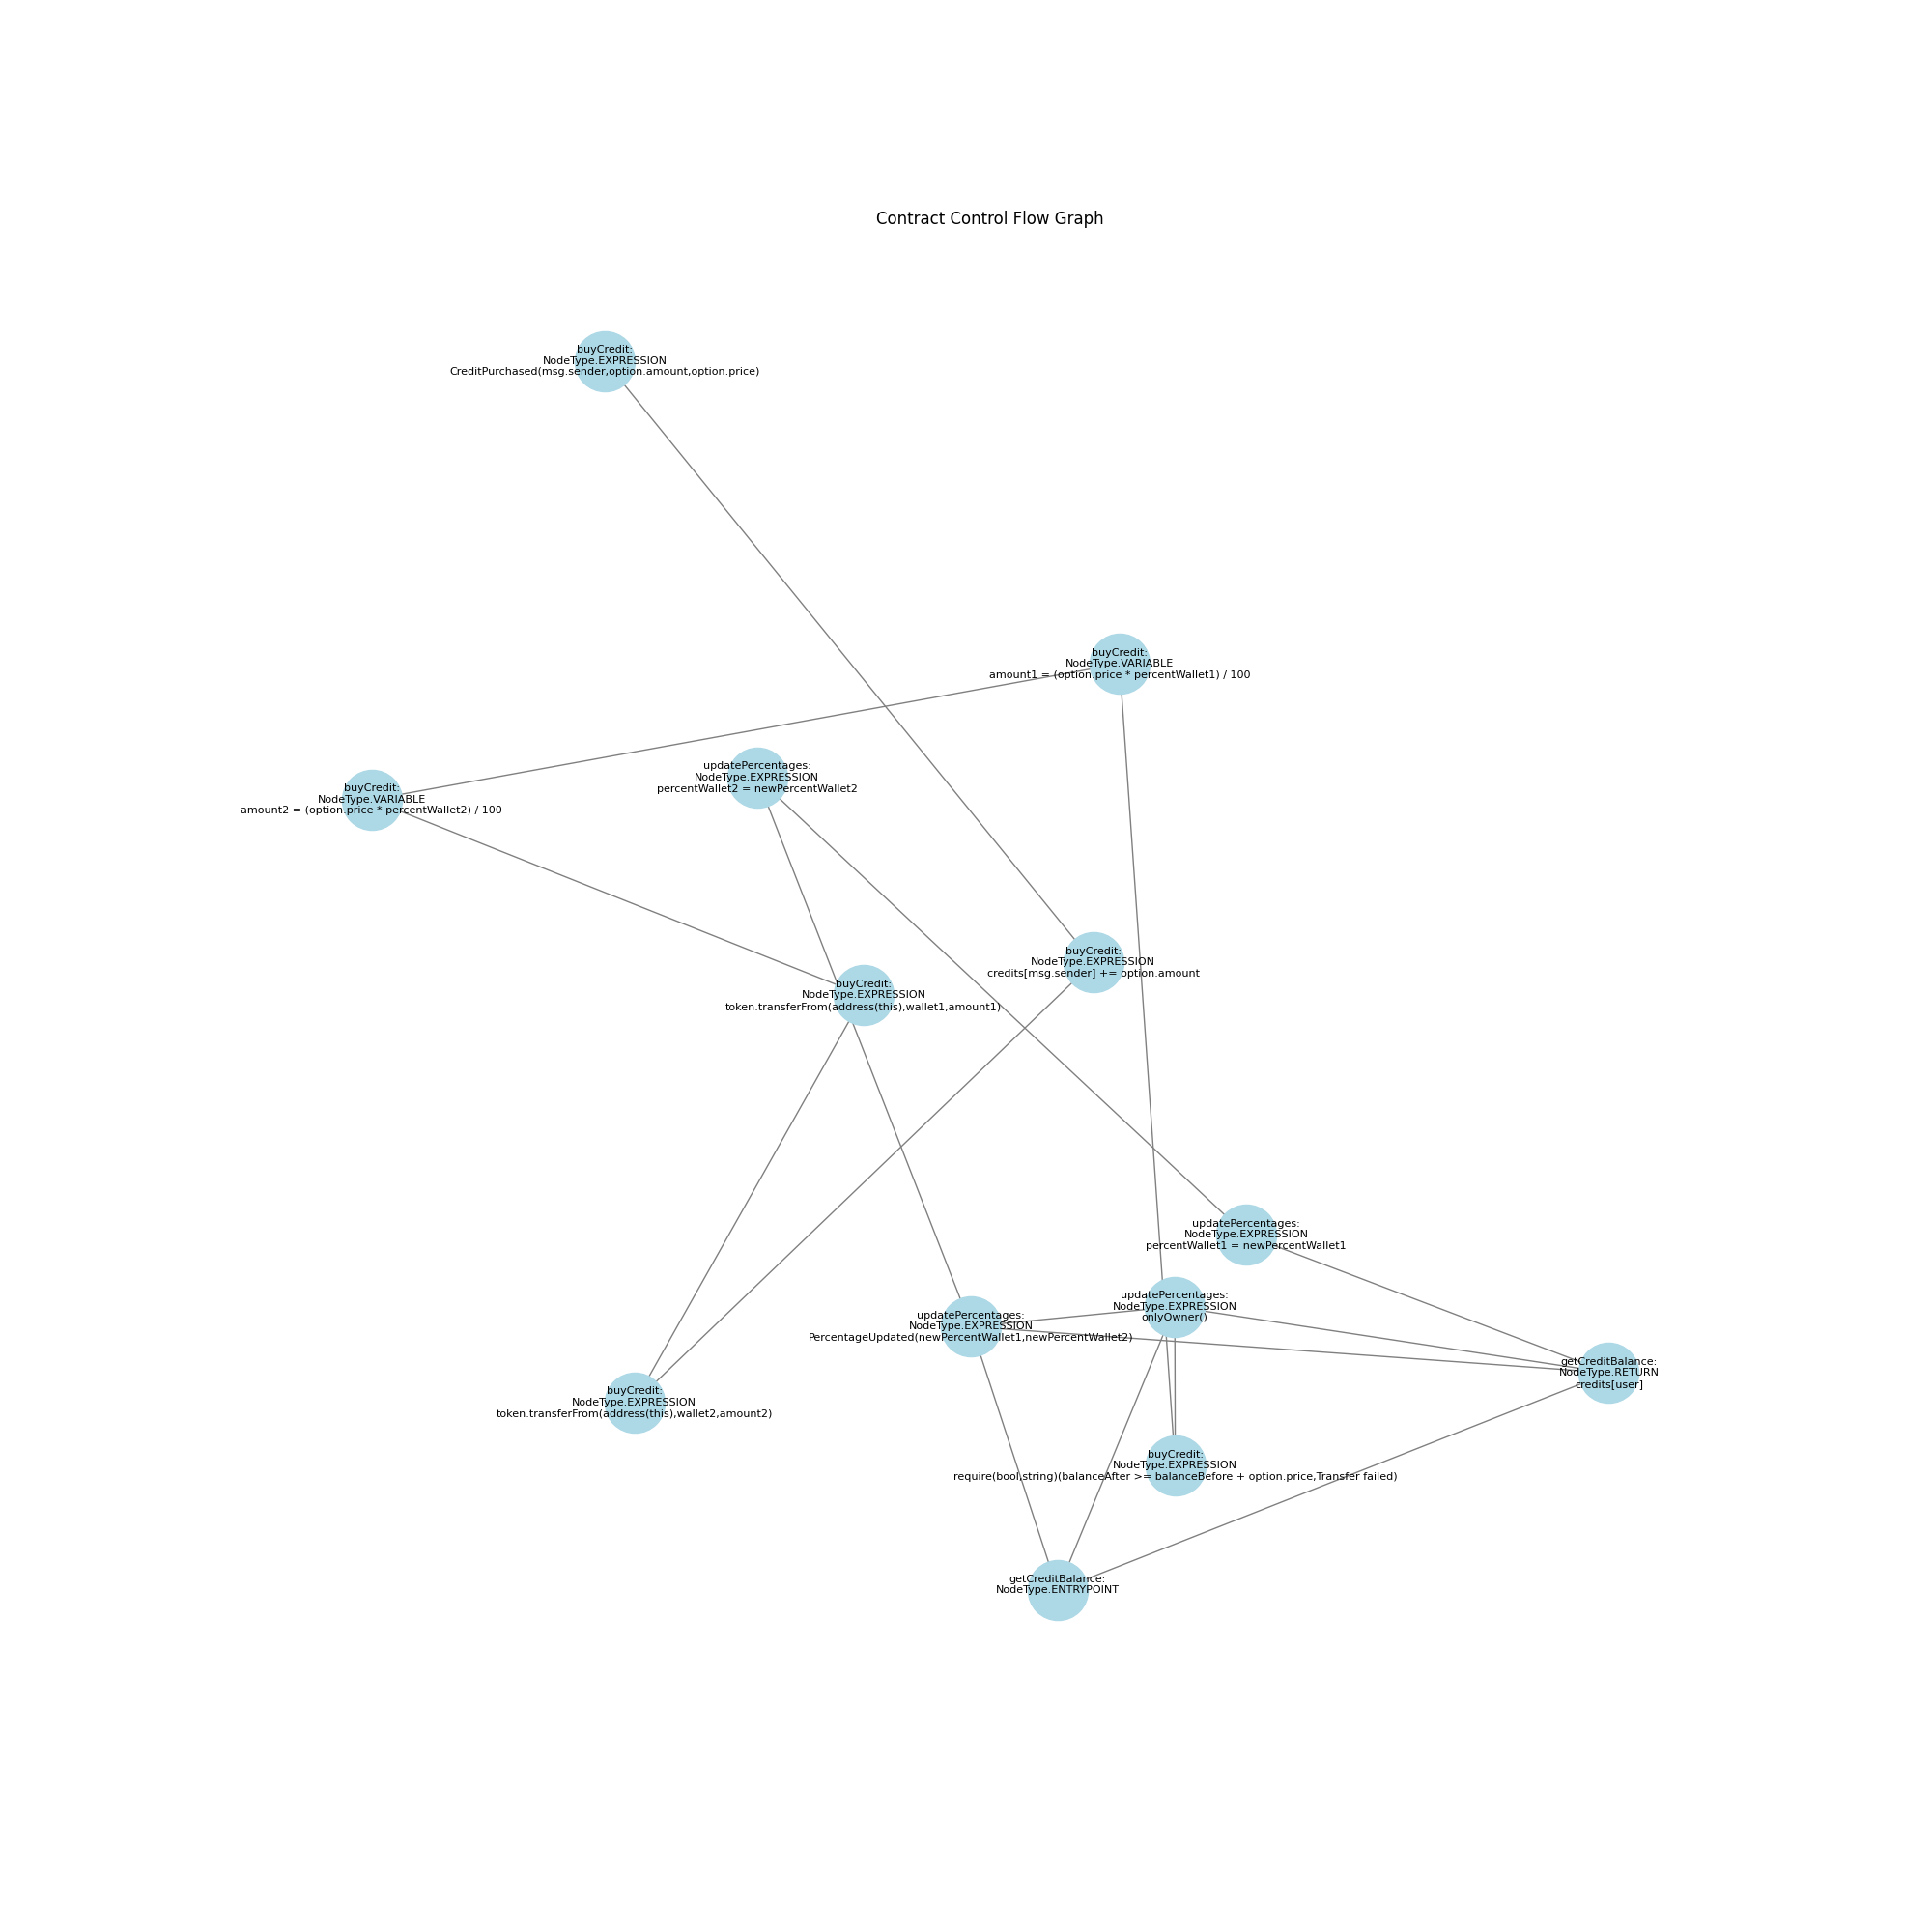 Contract Control Flow Graph
buyCredit:
NodeType.EXPRESSION
CreditPurchased(msg.sender,option.amount,option.price)
buyCredit:
NodeType.VARIABLE
amount1 = (option.price * percentWallet1) / 100
updatePercentages:
NodeType.EXPRESSION
percentWallet2 = newPercentWallet2
buyCredit:
NodeType.VARIABLE
amount2 = (option.price * percentWallet2) / 100
buyCredit:
NodeType.EXPRESSION
credits[msg.sender] += option.amount
buyCredit:
NodeType.EXPRESSION
token.transferFrom(address(this),wallet1,amount1)
updatePercentages:
NodeType.EXPRESSION
percentWallet1 = newPercentWallet1
updatePercentages:
NodeType.EXPRESSION
onlyOwner()
updatePercentages:
NodeType.EXPRESSION
PercentageUpdated(newPercentWallet1,newPercentWallet2)
getCreditBalance:
NodeType.RETURN
credits[user]
buyCredit:
NodeType.EXPRESSION
token.transferFrom(address(this),wallet2,amount2)
buyCredit:
NodeType.EXPRESSION
require(bool,string)(balanceAfter >= balanceBefore + option.price,Transfer failed)
getCreditBalance:
NodeType.ENTRYPOINT